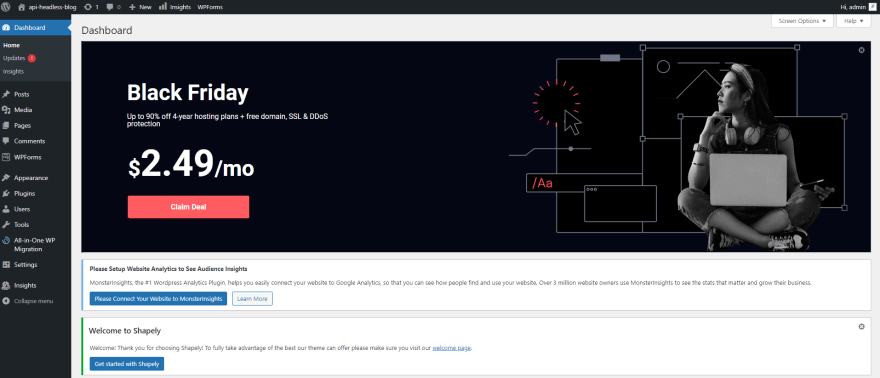 api-headless-blog
1
0
+ New
Insights
WPForms
Hi, admin
Dashboard
Home
Updates 1
Insights
Posts
Media
Pages
Comments
WPForms
Appearance
Plugins
Users
Tools
All-in-One WP
Migration
Settings
Insights
Collapse menu
Screen Options
Help
Dashboard
Black Friday
Up to 90% off 4-year hosting plans + free domain, SSL & DDoS
protection
$2.49/mo
Claim Deal
/Aa
Please Setup Website Analytics to See Audience Insights
MonsterInsights, the #1 Wordpress Analytics Plugin, helps you easily connect your website to Google Analytics, so that you can see how people find and use your website. Over 3 million website owners use MonsterInsights to see the stats that matter and grow their business.
Please Connect Your Website to MonsterInsights
Learn More
Welcome to Shapely
Welcome! Thank you for choosing Shapely! To fully take advantage of the best our theme can offer please make sure you visit our welcome page.
Get started with Shapely